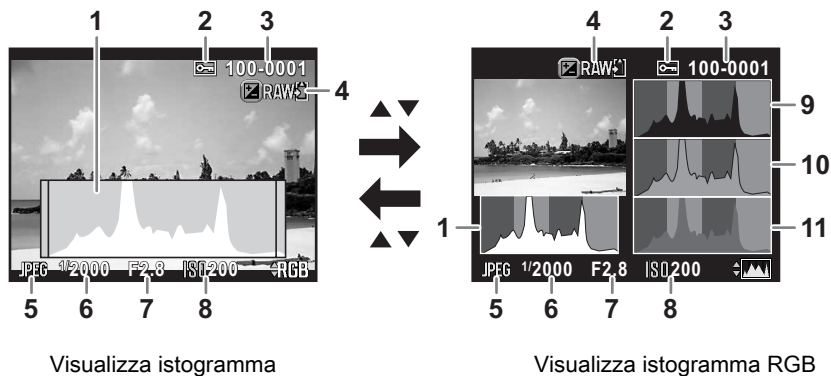 1 2 3
100-0001
RAW
4
JPEG 1/2000 F2.8 ISO200 RGB
5 6 7 8
Visualizza istogramma
▲▼
▲▼
4 2 3
RAW 100-0001
9
10
1
11
JPEG 1/2000 F2.8 ISO200
5 6 7 8
Visualizza istogramma RGB